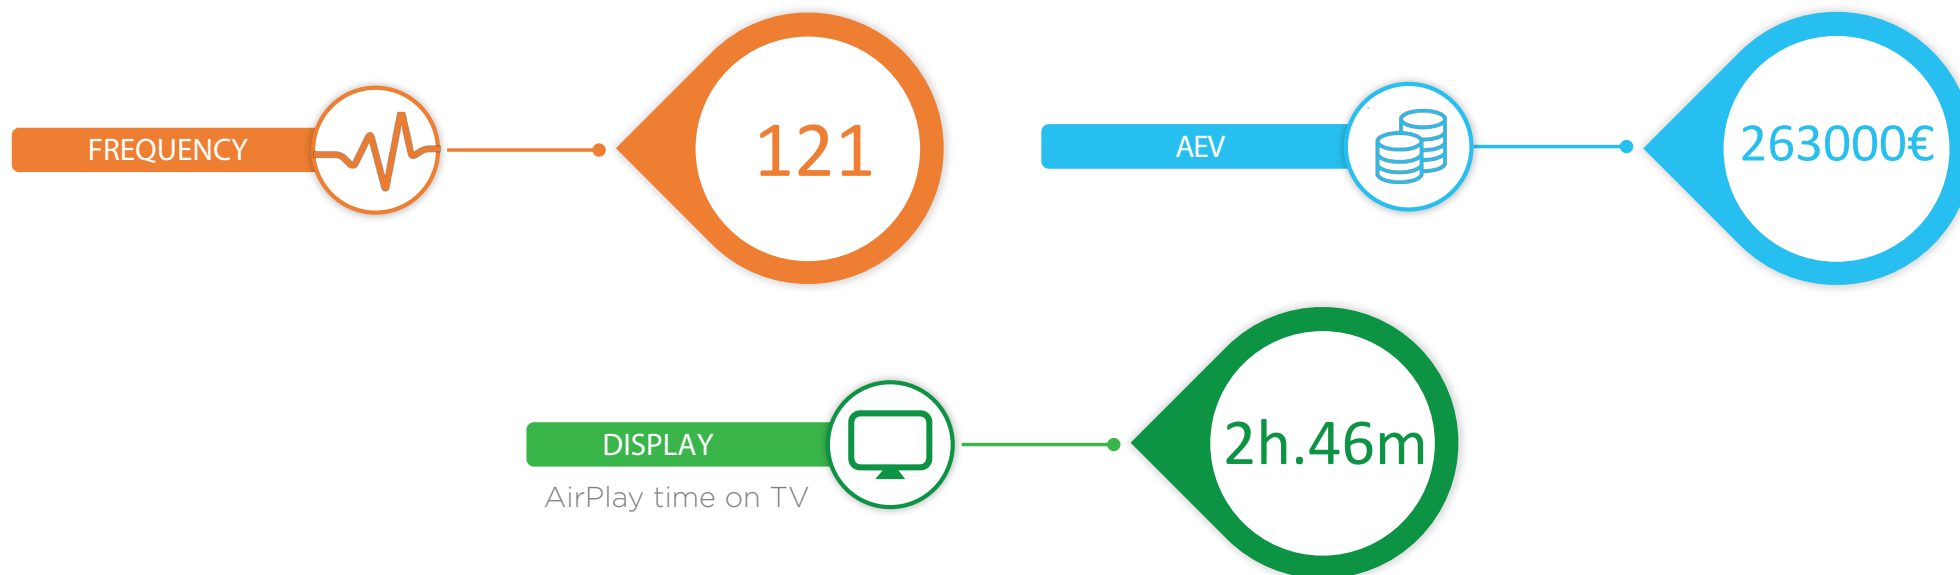 FREQUENCY
121
AEV
263000€
DISPLAY
2h.46m
AirPlay time on TV